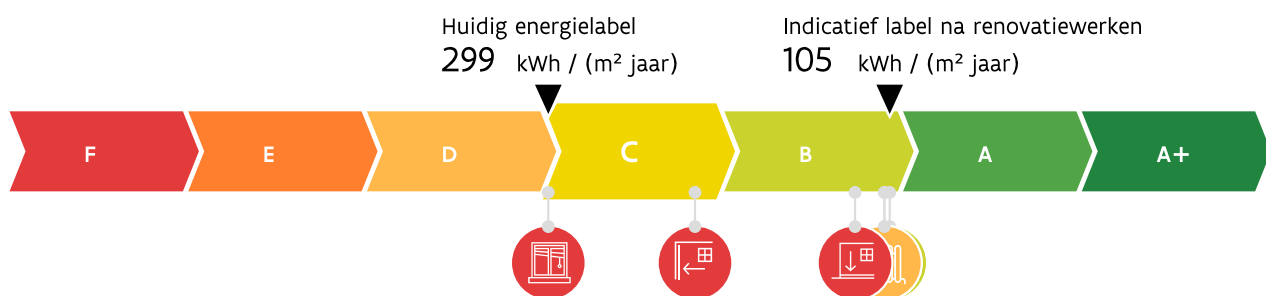 Huidig energielabel
299 kWh / (m² jaar)
Indicatief label na renovatiewerken
105 kWh / (m² jaar)
F
E
D
C
B
A
A+